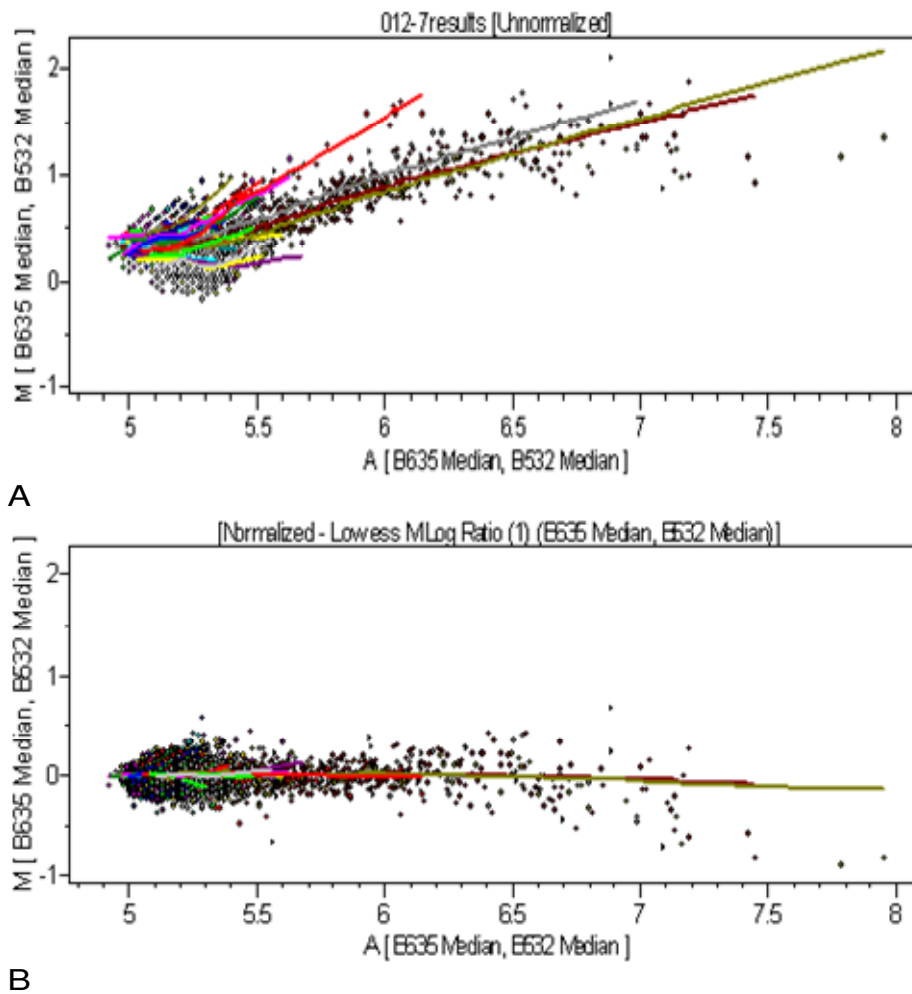 012-7results [Unnormalized]
M [ B635 Median, B532 Median ]
2
1
0
-1
5 5.5 6 6.5 7 7.5 8
A [ B635 Median, B532 Median ]
A
[Normalized - Lowess M Log Ratio (1) (B635 Median, B532 Median)]
M [ B635 Median, B532 Median ]
2
1
0
-1
5 5.5 6 6.5 7 7.5 8
A [ B635 Median, B532 Median ]
B